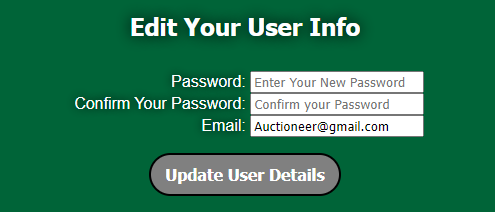 Edit Your User Info
Password: Enter Your New Password
Confirm Your Password: Confirm your Password
Email: Auctioneer@gmail.com
Update User Details